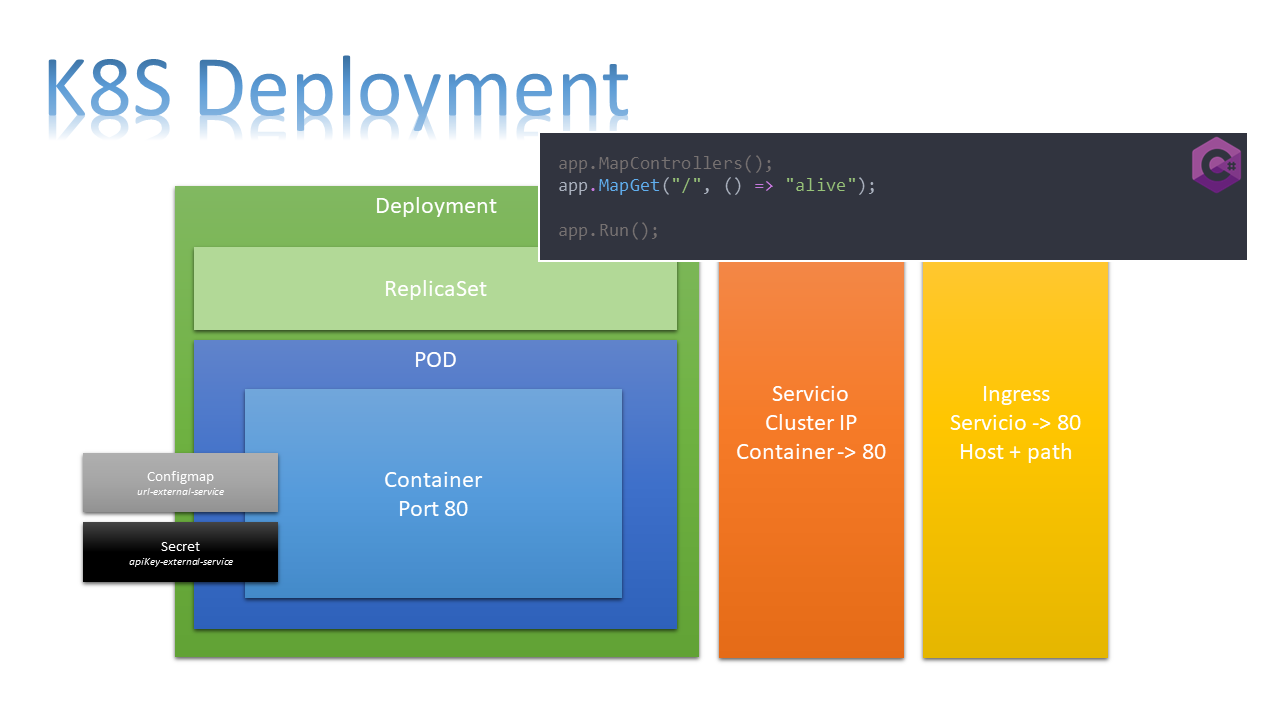 K8S Deployment
app.MapControllers();
app.MapGet("/", () => "alive");
app.Run();
C#
Deployment
ReplicaSet
POD
Container
Port 80
Configmap
url-external-service
Secret
apiKey-external-service
Servicio
Cluster IP
Container -> 80
Ingress
Servicio -> 80
Host + path